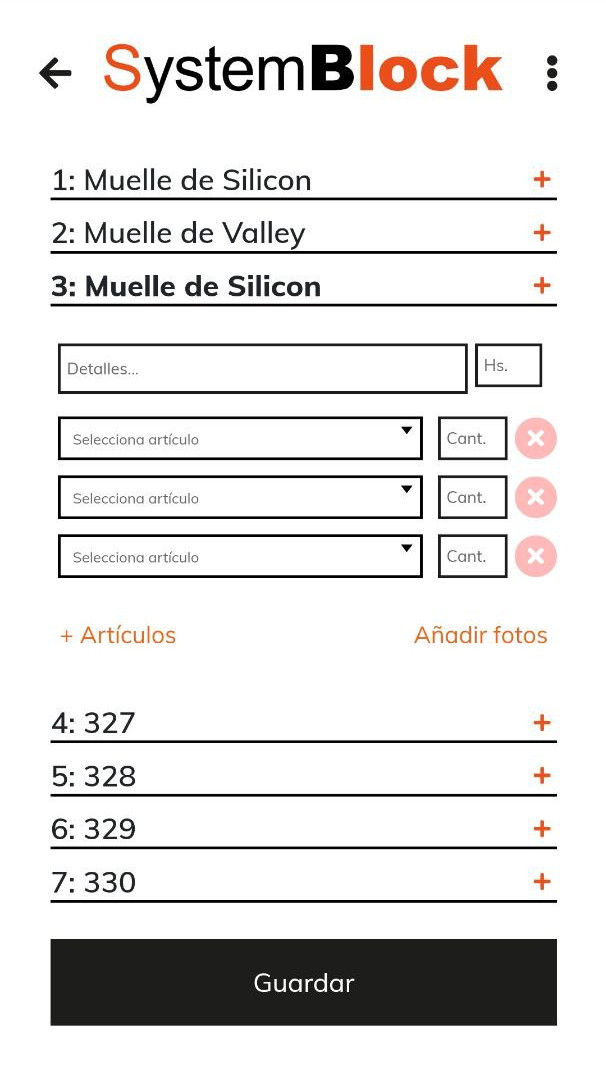 SystemBlock
1: Muelle de Silicon +
2: Muelle de Valley +
3: Muelle de Silicon +
Detalles... Hs.
Selecciona artículo Cant.
Selecciona artículo Cant.
Selecciona artículo Cant.
+ Artículos Añadir fotos
4: 327 +
5: 328 +
6: 329 +
7: 330 +
Guardar